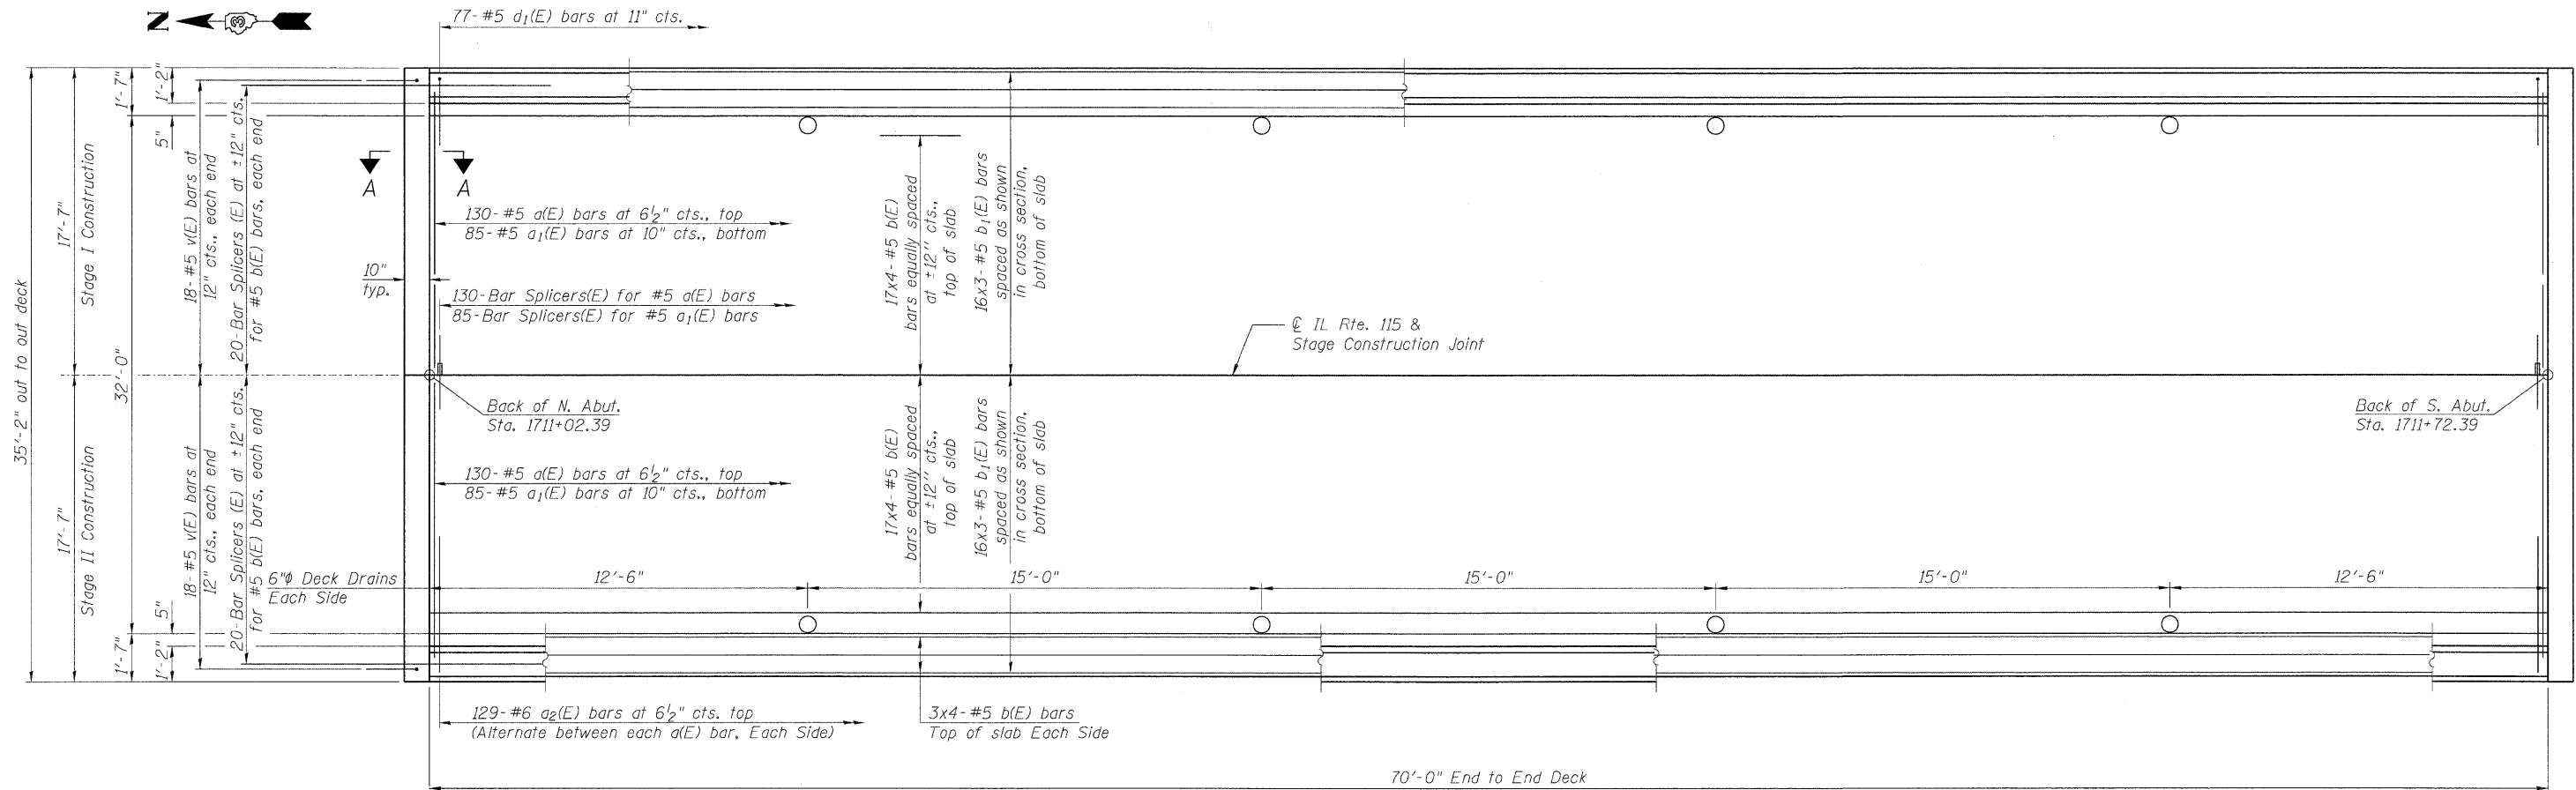 N
3
77-#5 d1(E) bars at 11" cts.
35'-2" out to out deck
17'-7"
Stage I Construction
17'-7"
Stage II Construction
1'-7"
32'-0"
1'-7"
1'-2"
5"
5"
1'-2"
18-#5 v(E) bars at
12" cts., each end
20-Bar Splicers (E) at ±12" cts.
for #5 b(E) bars, each end
18-#5 v(E) bars at
12" cts., each end
20-Bar Splicers (E) at ±12" cts.
for #5 b(E) bars, each end
A
A
10"
typ.
130-#5 a(E) bars at 6½" cts., top
85-#5 a1(E) bars at 10" cts., bottom
130-Bar Splicers(E) for #5 a(E) bars
85-Bar Splicers(E) for #5 a1(E) bars
17x4-#5 b(E)
bars equally spaced
at ±12" cts.,
top of slab
16x3-#5 b1(E) bars
spaced as shown
in cross section,
bottom of slab
℄ IL Rte. 115 &
Stage Construction Joint
Back of N. Abut.
Sta. 1711+02.39
Back of S. Abut.
Sta. 1711+72.39
130-#5 a(E) bars at 6½" cts., top
85-#5 a1(E) bars at 10" cts., bottom
17x4-#5 b(E)
bars equally spaced
at ±12" cts.,
top of slab
16x3-#5 b1(E) bars
spaced as shown
in cross section,
bottom of slab
6"ϕ Deck Drains
Each Side
12'-6"
15'-0"
15'-0"
15'-0"
12'-6"
129-#6 a2(E) bars at 6½" cts. top
(Alternate between each a(E) bar, Each Side)
3x4-#5 b(E) bars
Top of slab Each Side
70'-0" End to End Deck